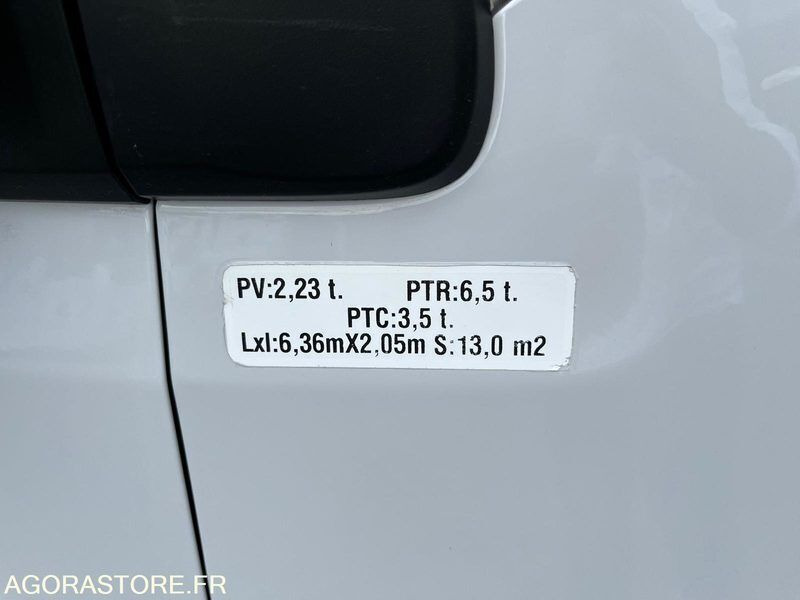 PV:2,23 t. PTR:6,5 t.
PTC:3,5 t.
Lxl:6,36mX2,05m S:13,0 m2
AGORASTORE.FR